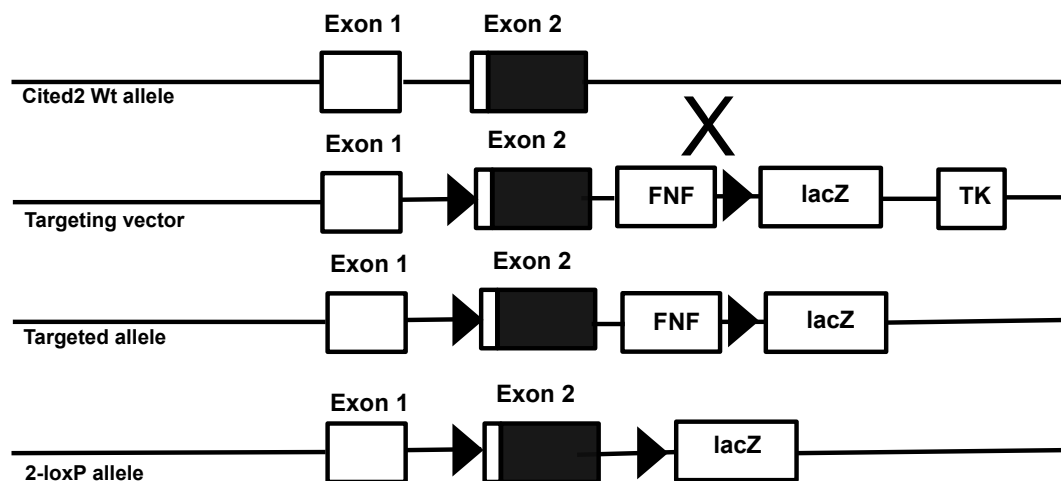 Exon 1 Exon 2
Cited2 Wt allele
X
Exon 1 Exon 2
FNF lacZ TK
Targeting vector
Exon 1 Exon 2
FNF lacZ
Targeted allele
Exon 1 Exon 2
lacZ
2-loxP allele